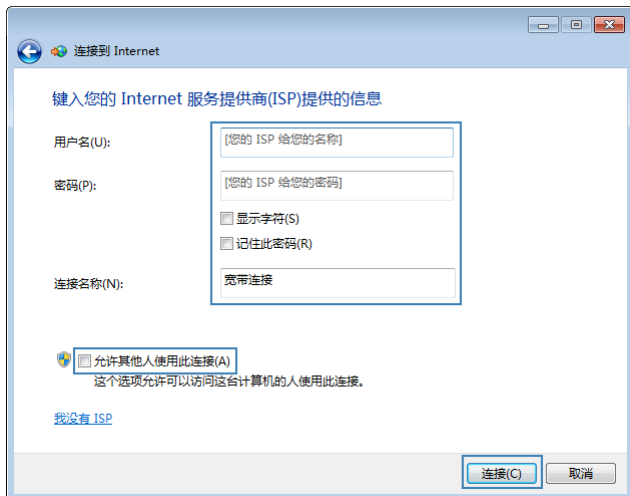 连接到 Internet
键入您的 Internet 服务提供商(ISP)提供的信息
用户名(U):
[您的 ISP 给您的名称]
密码(P):
[您的 ISP 给您的密码]
显示字符(S)
记住此密码(R)
连接名称(N):
宽带连接
允许其他人使用此连接(A)
这个选项允许可以访问这台计算机的人使用此连接。
我没有 ISP
连接(C)
取消